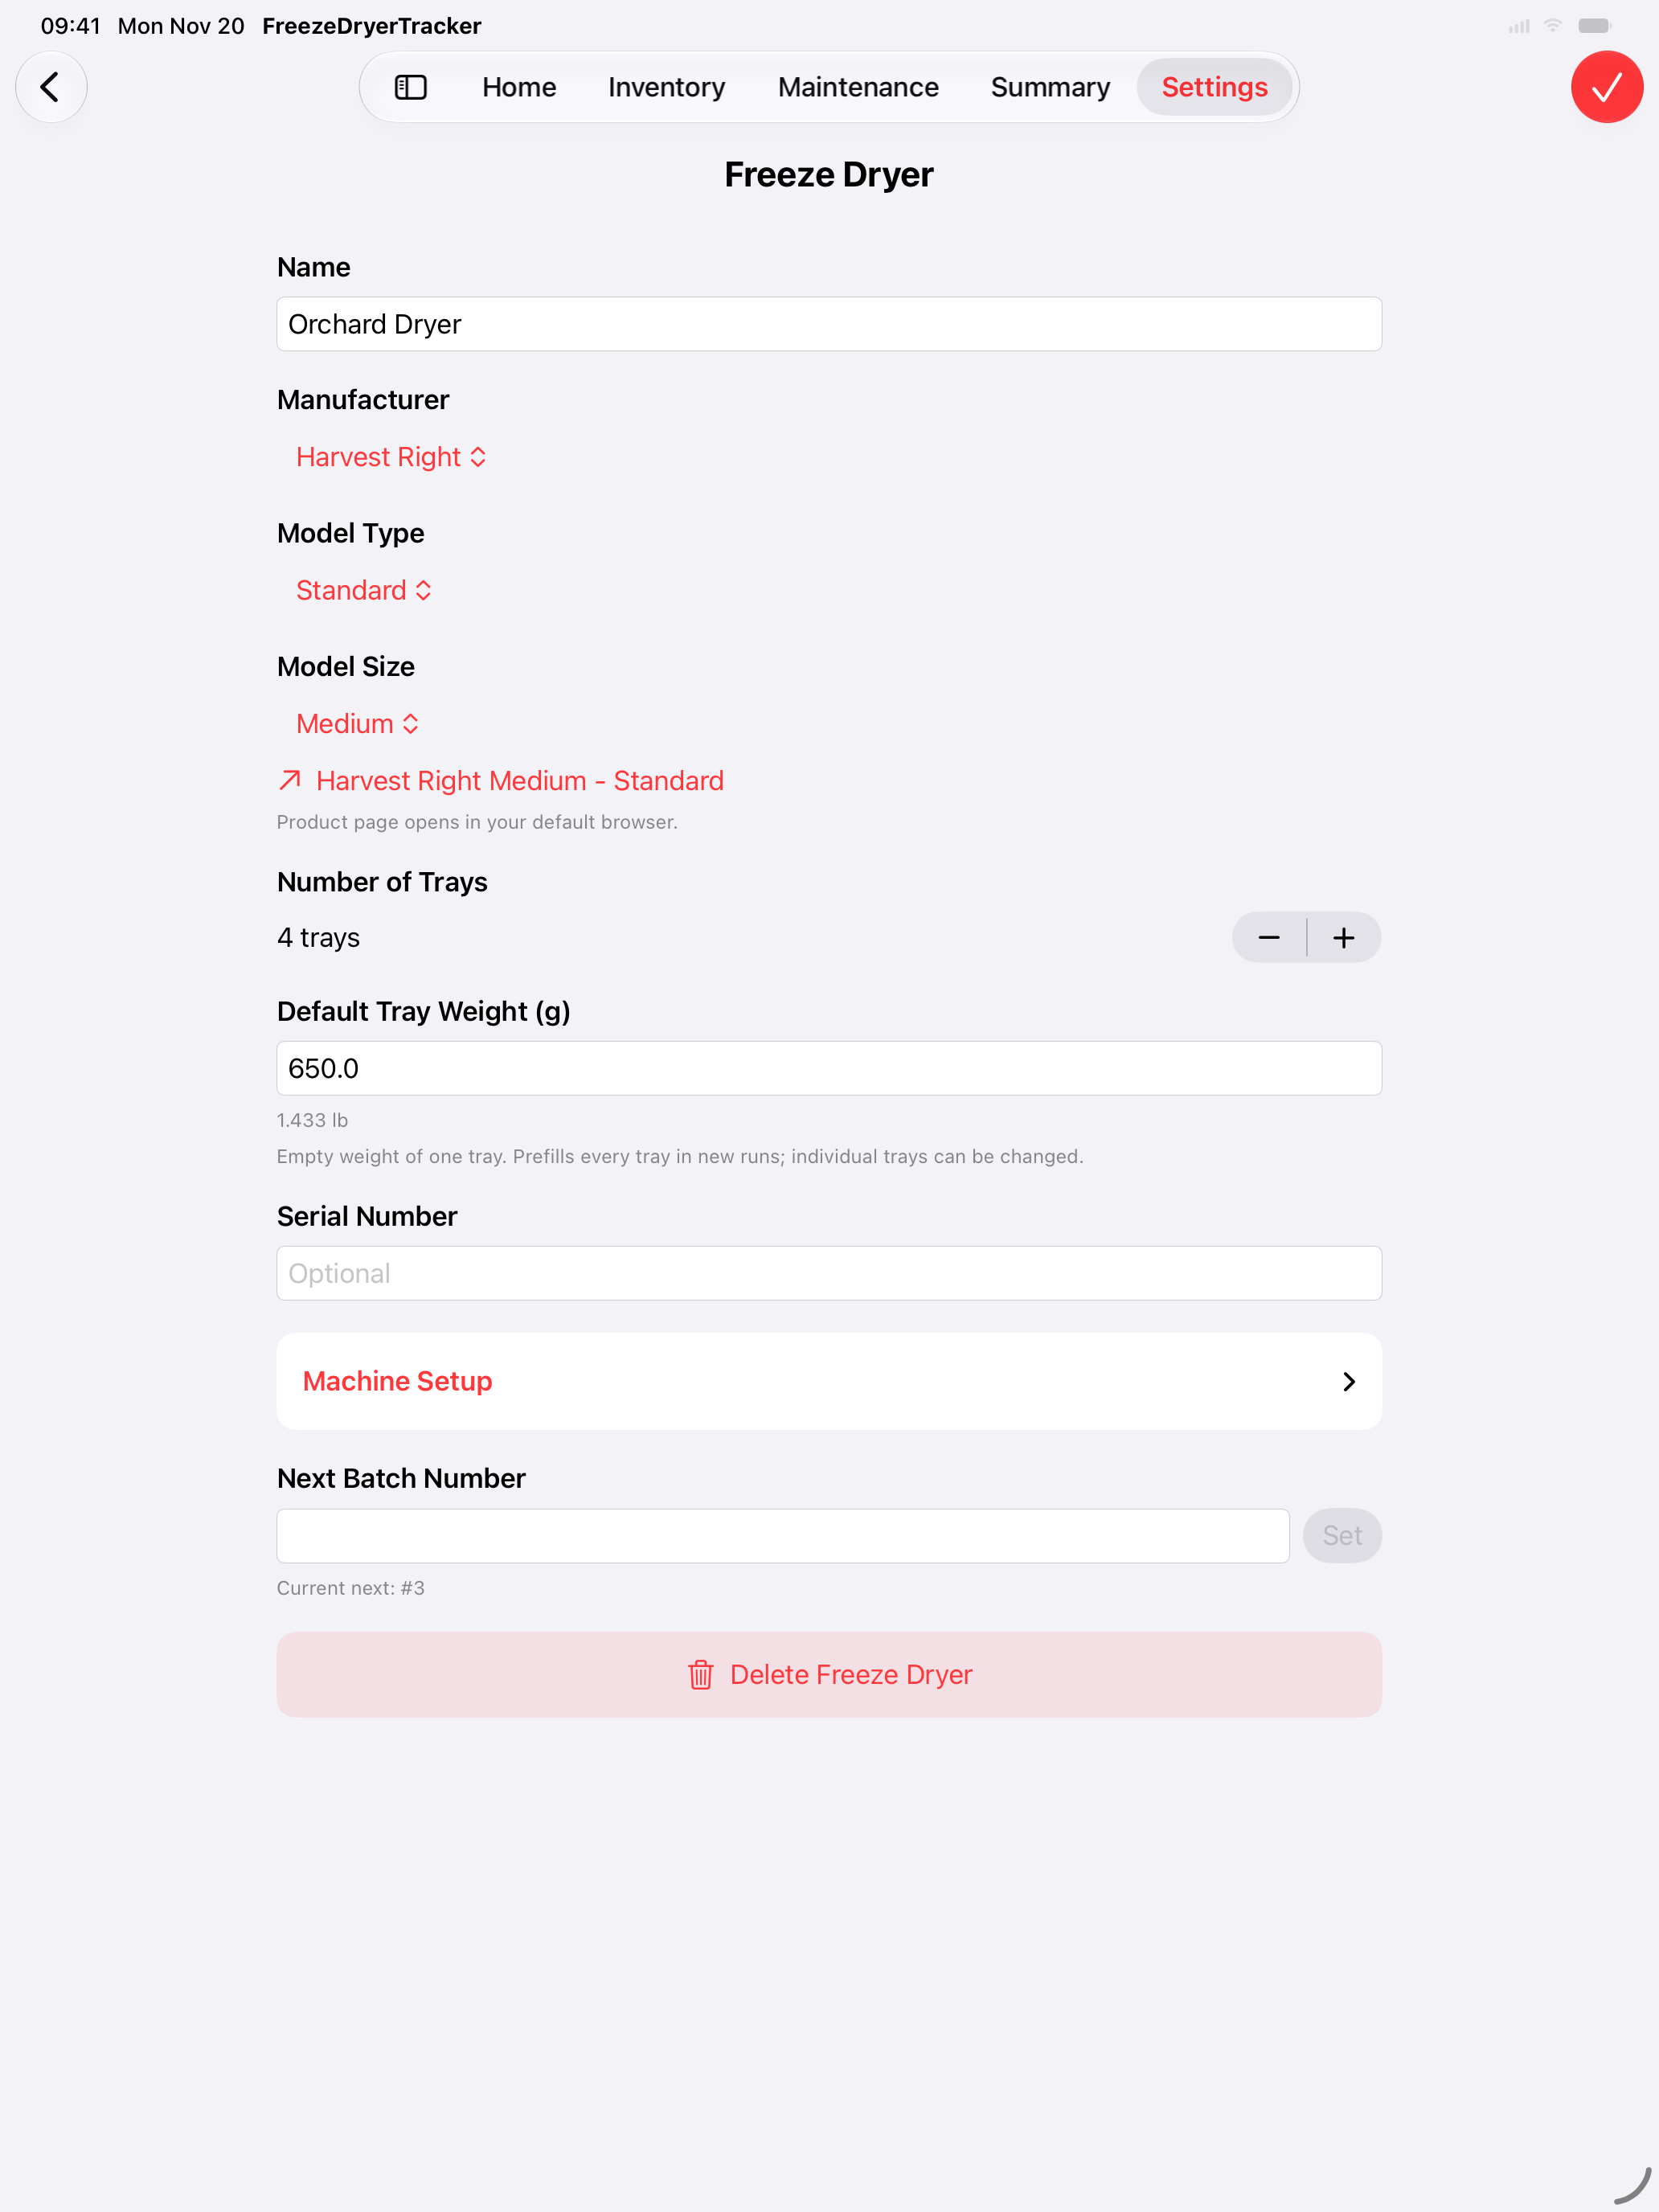 09:41 Mon Nov 20 FreezeDryerTracker
Home Inventory Maintenance Summary Settings
Freeze Dryer
Name
Orchard Dryer
Manufacturer
Harvest Right
Model Type
Standard
Model Size
Medium
Harvest Right Medium - Standard
Product page opens in your default browser.
Number of Trays
4 trays
Default Tray Weight (g)
650.0
1.433 lb
Empty weight of one tray. Prefills every tray in new runs; individual trays can be changed.
Serial Number
Optional
Machine Setup
Next Batch Number
Set
Current next: #3
Delete Freeze Dryer